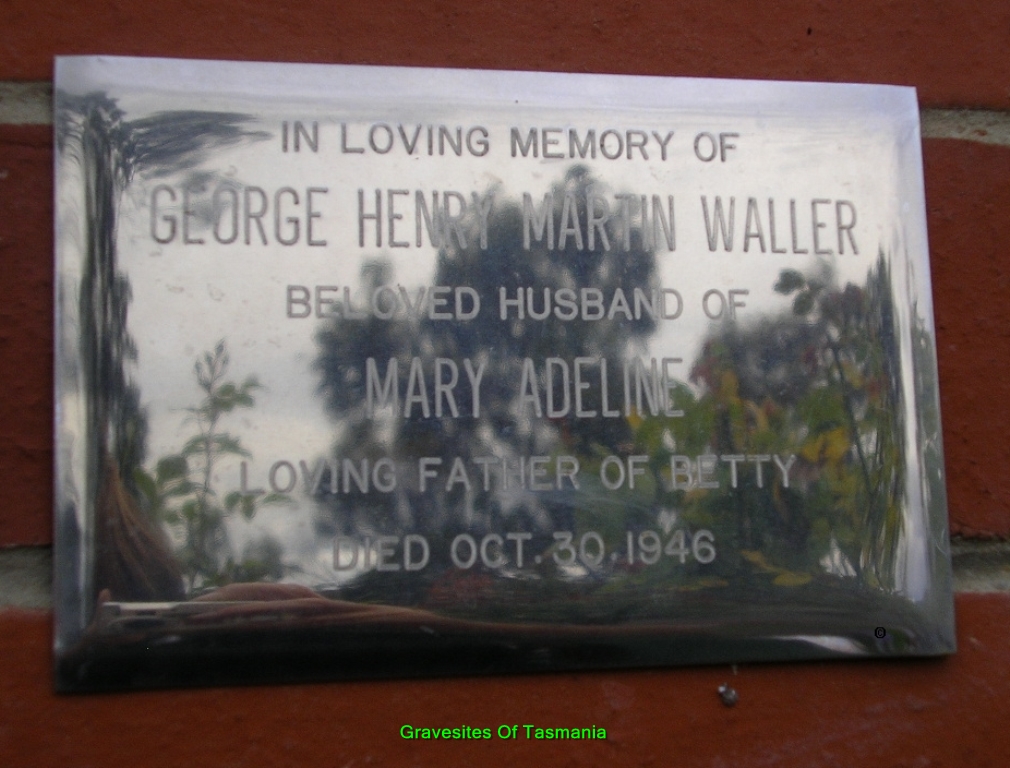 IN LOVING MEMORY OF
GEORGE HENRY MARTIN WALLER
BELOVED HUSBAND OF
MARY ADELINE
LOVING FATHER OF BETTY
DIED OCT. 30, 1946
©
Gravesites Of Tasmania